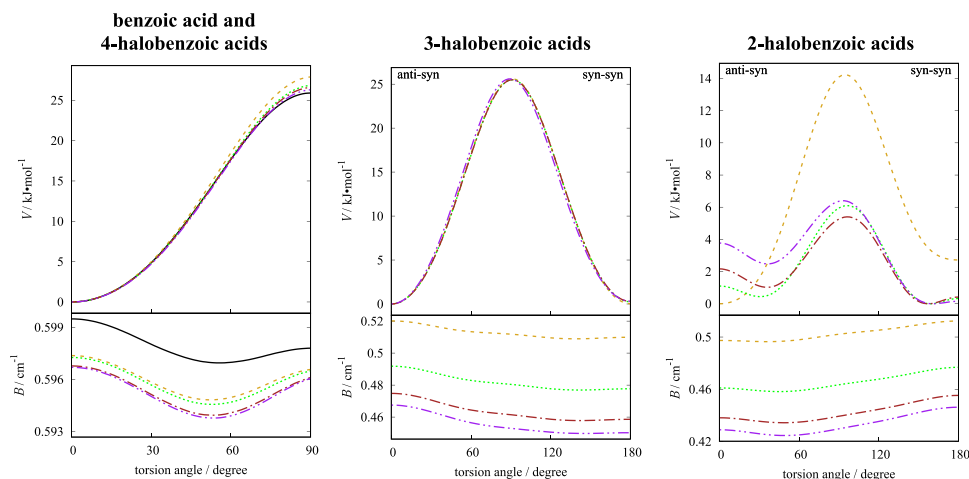 benzoic acid and
4-halobenzoic acids
3-halobenzoic acids
2-halobenzoic acids
V / kJ•mol⁻¹
25
20
15
10
5
0
B / cm⁻¹
0.599
0.596
0.593
0 30 60 90
torsion angle / degree
anti-syn syn-syn
V / kJ•mol⁻¹
25
20
15
10
5
0
B / cm⁻¹
0.52
0.5
0.48
0.46
0 60 120 180
torsion angle / degree
anti-syn syn-syn
V / kJ•mol⁻¹
14
12
10
8
6
4
2
0
B / cm⁻¹
0.5
0.46
0.42
0 60 120 180
torsion angle / degree